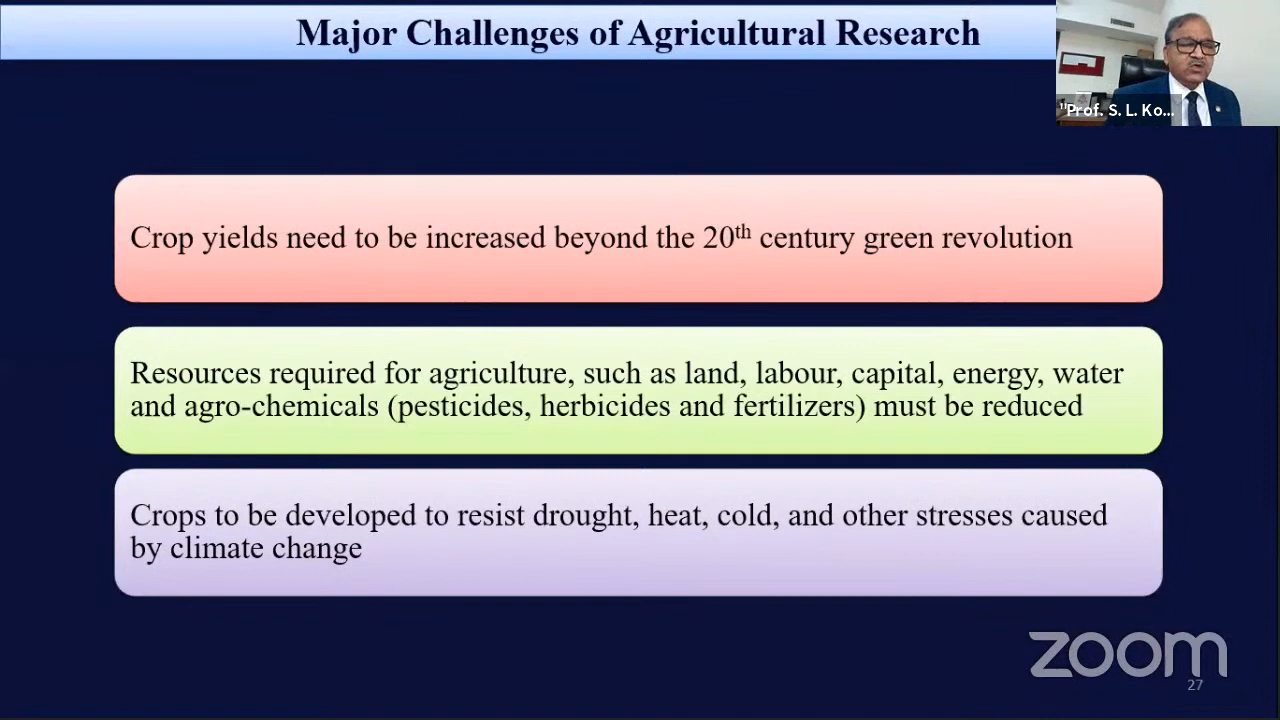 Major Challenges of Agricultural Research
"Prof. S. L. Ko...
Crop yields need to be increased beyond the 20th century green revolution
Resources required for agriculture, such as land, labour, capital, energy, water
and agro-chemicals (pesticides, herbicides and fertilizers) must be reduced
Crops to be developed to resist drought, heat, cold, and other stresses caused
by climate change
zoom
27